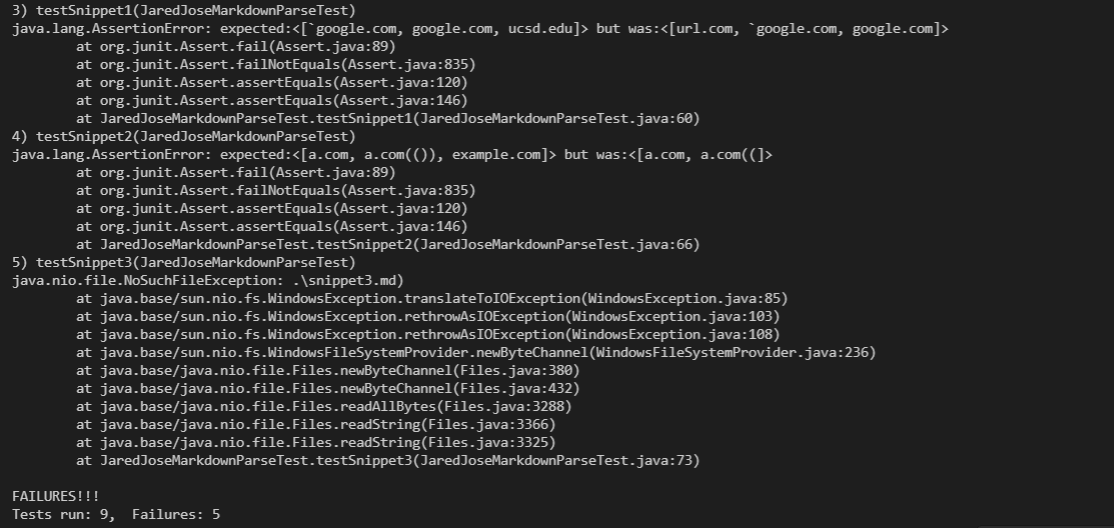 3) testSnippet1(JaredJoseMarkdownParseTest)
java.lang.AssertionError: expected:<[`google.com, google.com, ucsd.edu]> but was:<[url.com, `google.com, google.com]>
        at org.junit.Assert.fail(Assert.java:89)
        at org.junit.Assert.failNotEquals(Assert.java:835)
        at org.junit.Assert.assertEquals(Assert.java:120)
        at org.junit.Assert.assertEquals(Assert.java:146)
        at JaredJoseMarkdownParseTest.testSnippet1(JaredJoseMarkdownParseTest.java:60)
4) testSnippet2(JaredJoseMarkdownParseTest)
java.lang.AssertionError: expected:<[a.com, a.com(()), example.com]> but was:<[a.com, a.com((]>
        at org.junit.Assert.fail(Assert.java:89)
        at org.junit.Assert.failNotEquals(Assert.java:835)
        at org.junit.Assert.assertEquals(Assert.java:120)
        at org.junit.Assert.assertEquals(Assert.java:146)
        at JaredJoseMarkdownParseTest.testSnippet2(JaredJoseMarkdownParseTest.java:66)
5) testSnippet3(JaredJoseMarkdownParseTest)
java.nio.file.NoSuchFileException: .\snippet3.md)
        at java.base/sun.nio.fs.WindowsException.translateToIOException(WindowsException.java:85)
        at java.base/sun.nio.fs.WindowsException.rethrowAsIOException(WindowsException.java:103)
        at java.base/sun.nio.fs.WindowsException.rethrowAsIOException(WindowsException.java:108)
        at java.base/sun.nio.fs.WindowsFileSystemProvider.newByteChannel(WindowsFileSystemProvider.java:236)
        at java.base/java.nio.file.Files.newByteChannel(Files.java:380)
        at java.base/java.nio.file.Files.newByteChannel(Files.java:432)
        at java.base/java.nio.file.Files.readAllBytes(Files.java:3288)
        at java.base/java.nio.file.Files.readString(Files.java:3366)
        at java.base/java.nio.file.Files.readString(Files.java:3325)
        at JaredJoseMarkdownParseTest.testSnippet3(JaredJoseMarkdownParseTest.java:73)

FAILURES!!!
Tests run: 9,  Failures: 5